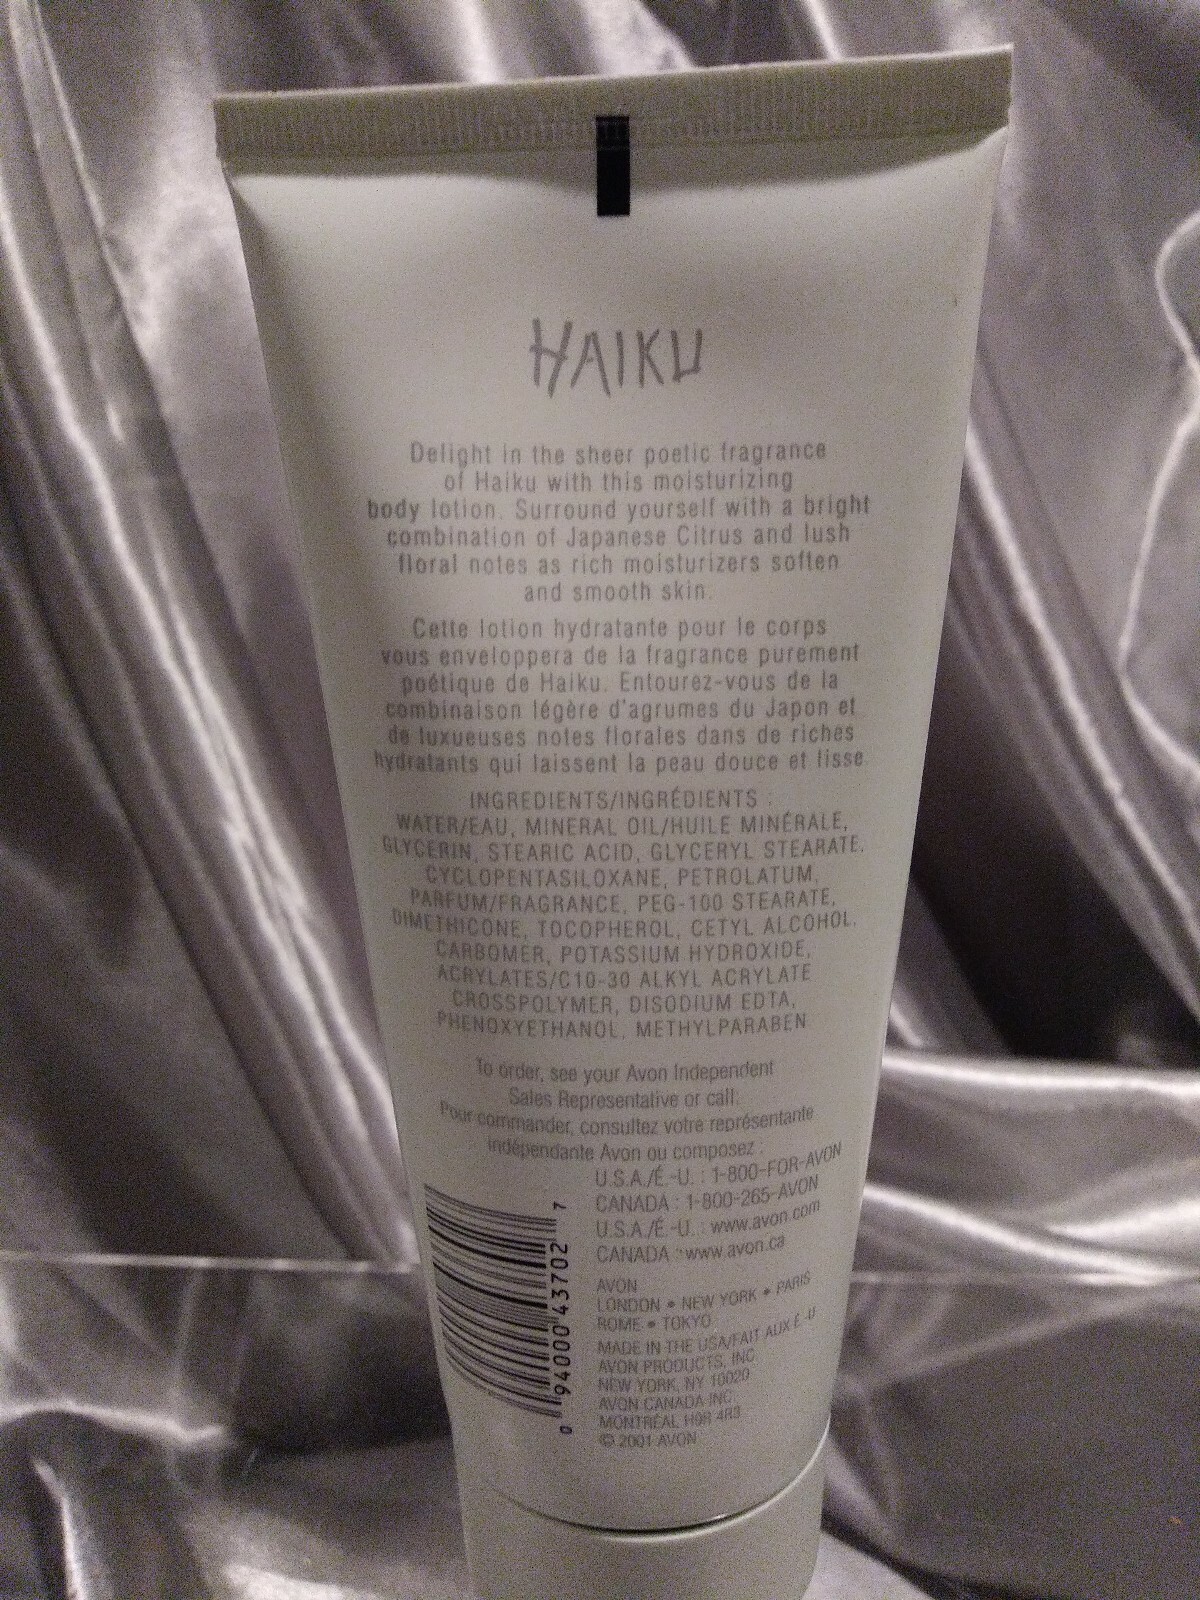 HAIKU
Delight in the sheer poetic fragrance
of Haiku with this moisturizing
body lotion. Surround yourself with a bright
combination of Japanese Citrus and lush
floral notes as rich moisturizers soften
and smooth skin.
Cette lotion hydratante pour le corps
vous enveloppera de la fragrance purement
poétique de Haiku. Entourez-vous de la
combinaison légère d'agrumes du Japon et
de luxueuses notes florales dans de riches
hydratants qui laissent la peau douce et lisse.
INGREDIENTS/INGRÉDIENTS :
WATER/EAU, MINERAL OIL/HUILE MINÉRALE,
GLYCERIN, STEARIC ACID, GLYCERYL STEARATE,
CYCLOPENTASILOXANE, PETROLATUM,
PARFUM/FRAGRANCE, PEG-100 STEARATE,
DIMETHICONE, TOCOPHEROL, CETYL ALCOHOL,
CARBOMER, POTASSIUM HYDROXIDE,
ACRYLATES/C10-30 ALKYL ACRYLATE
CROSSPOLYMER, DISODIUM EDTA,
PHENOXYETHANOL, METHYLPARABEN
To order, see your Avon Independent
Sales Representative or call:
Pour commander, consultez votre représentante
indépendante Avon ou composez :
U.S.A./É.-U. : 1-800-FOR-AVON
CANADA : 1-800-265-AVON
U.S.A./É.-U. : www.avon.com
CANADA : www.avon.ca
AVON
LONDON • NEW YORK • PARIS
ROME • TOKYO
MADE IN THE USA/FAIT AUX É.-U
AVON PRODUCTS, INC.
NEW YORK, NY 10020
AVON CANADA INC.
MONTRÉAL H9R 4R3
© 2001 AVON
0 94000 43702 7